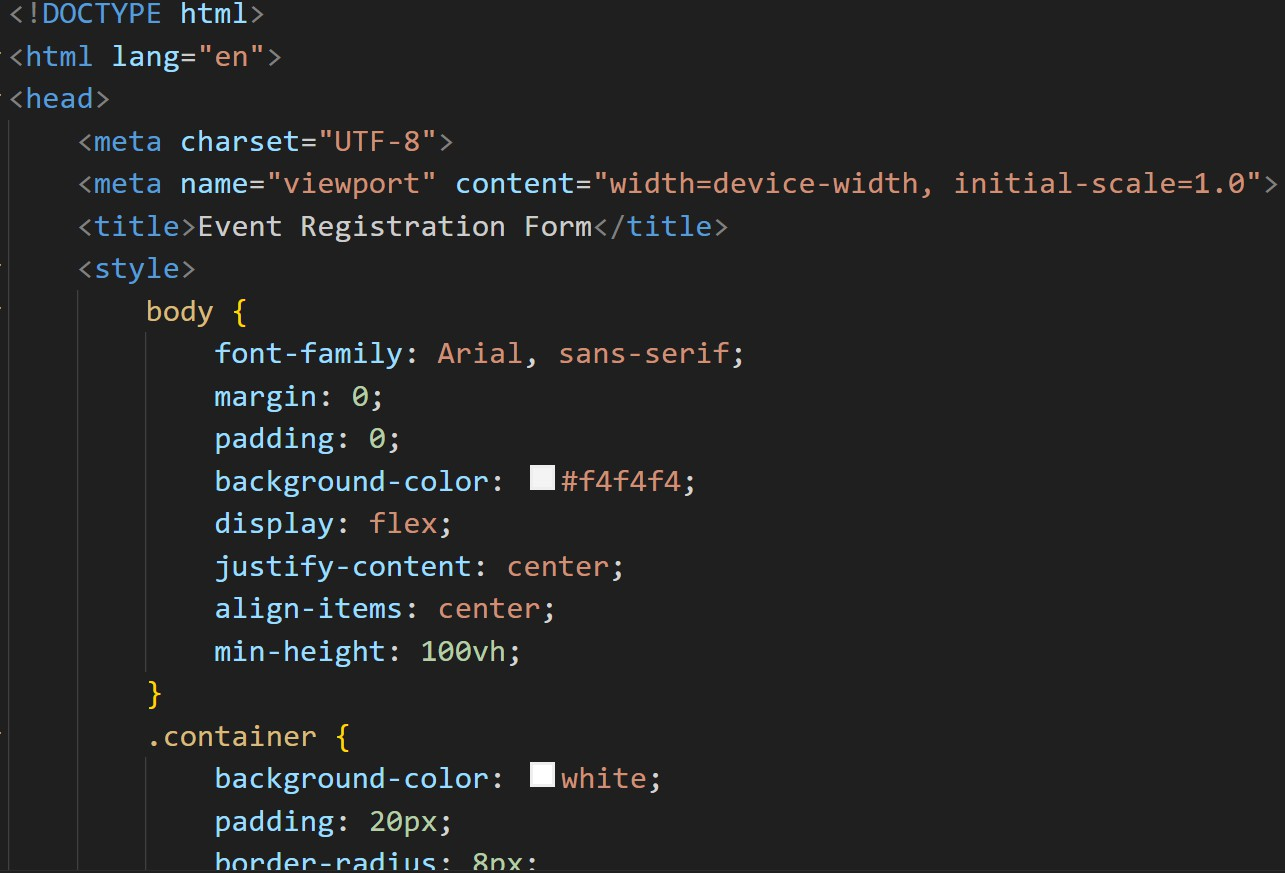 <!DOCTYPE html>
<html lang="en">
<head>
    <meta charset="UTF-8">
    <meta name="viewport" content="width=device-width, initial-scale=1.0">
    <title>Event Registration Form</title>
    <style>
        body {
            font-family: Arial, sans-serif;
            margin: 0;
            padding: 0;
            background-color: #f4f4f4;
            display: flex;
            justify-content: center;
            align-items: center;
            min-height: 100vh;
        }
        .container {
            background-color: white;
            padding: 20px;
            border-radius: 8px;